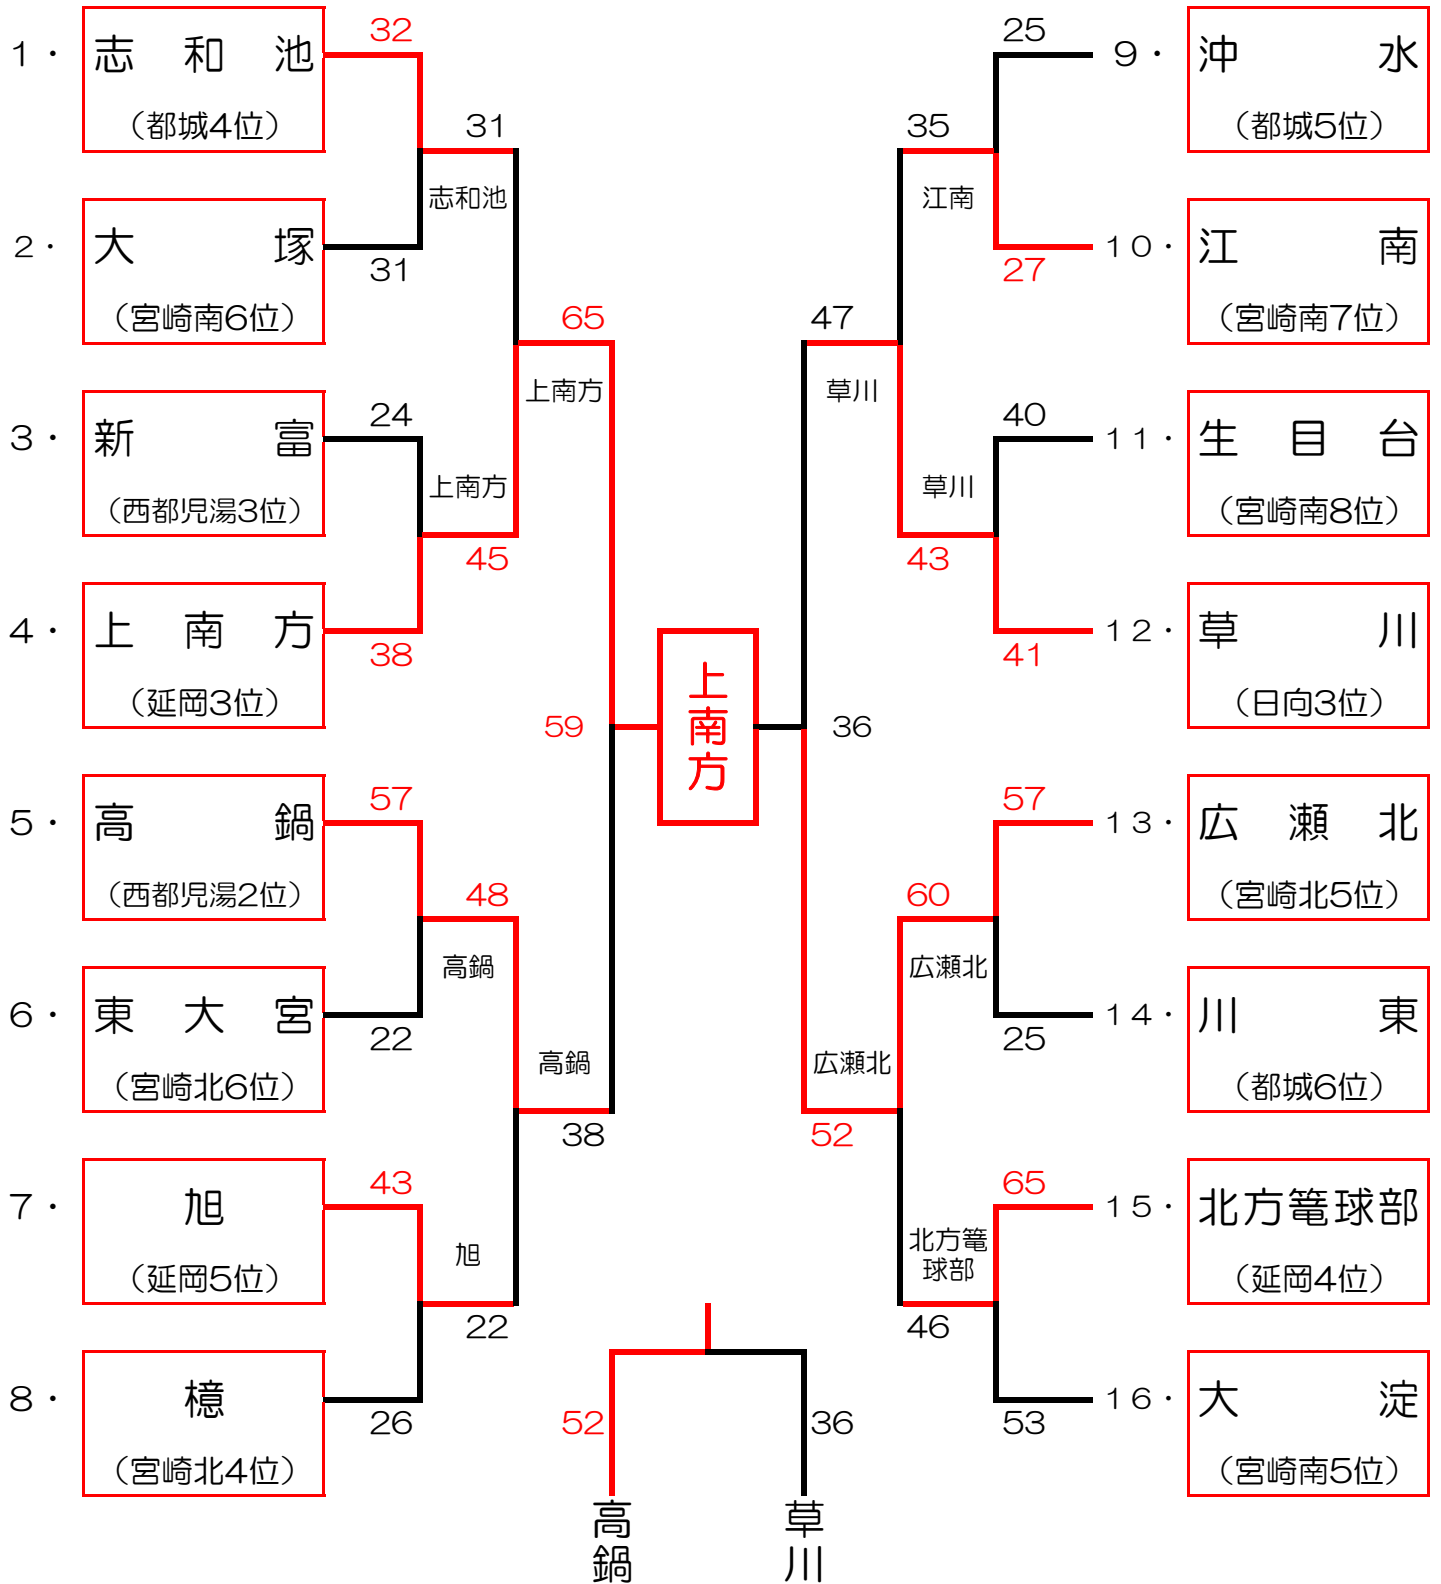 1・ 志和池 32
（都城4位）
2・ 大塚 31
（宮崎南6位）
3・ 新富 24
（西都児湯3位）
4・ 上南方 38
（延岡3位）
5・ 高鍋 57
（西都児湯2位）
6・ 東大宮 22
（宮崎北6位）
7・ 旭 43
（延岡5位）
8・ 檍 26
（宮崎北4位）
31
志和池
上南方
45
48
高鍋
旭
22
65
上南方
高鍋
38
59
上南方
36
47
草川
広瀬北
52
35
江南
草川
43
60
広瀬北
北方篭
球部
46
25 9・ 沖水
（都城5位）
27 10・ 江南
（宮崎南7位）
40 11・ 生目台
（宮崎南8位）
41 12・ 草川
（日向3位）
57 13・ 広瀬北
（宮崎北5位）
25 14・ 川東
（都城6位）
65 15・ 北方篭球部
（延岡4位）
53 16・ 大淀
（宮崎南5位）
52 36
高鍋
草川